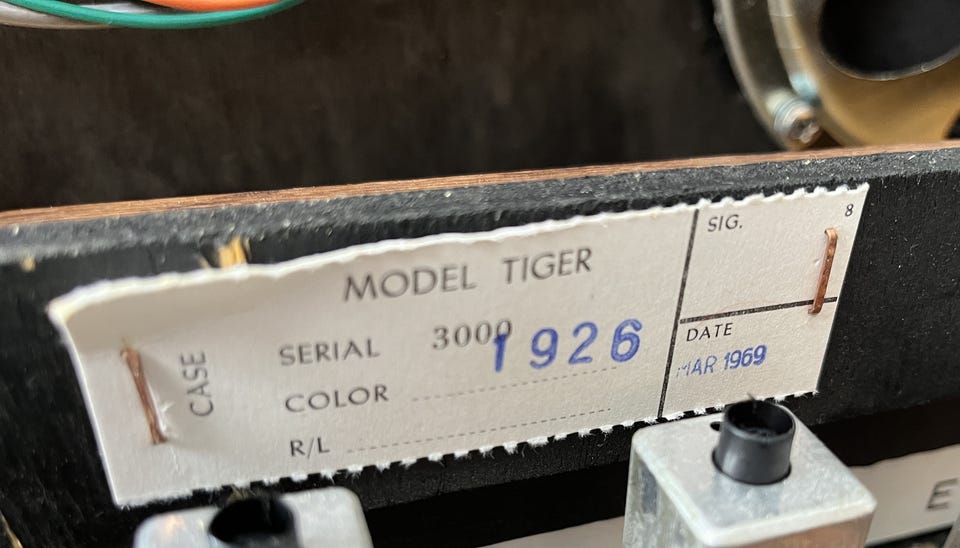 MODEL TIGER
CASE
SERIAL 3000 1926
COLOR
R/L
SIG.
8
DATE
MAR 1969
E